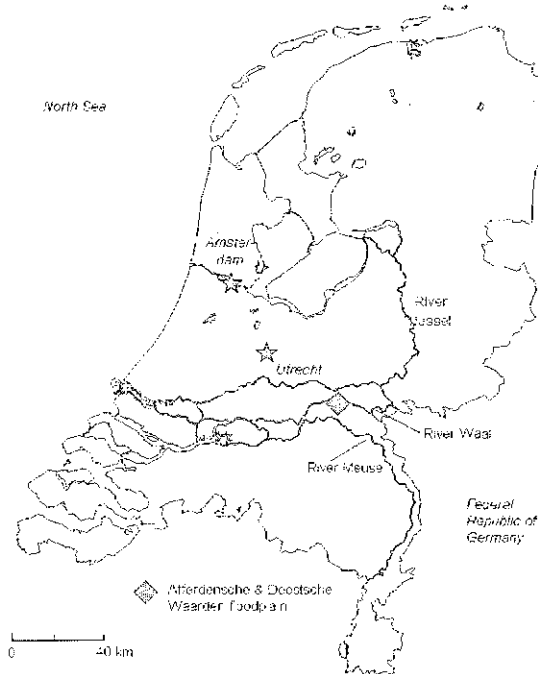 North Sea
Amster-
dam
River
IJssel
Utrecht
River Waal
River Meuse
Federal
Republic of
Germany
Afferdensche & Deestsche
Waarden floodplain
0 40 km